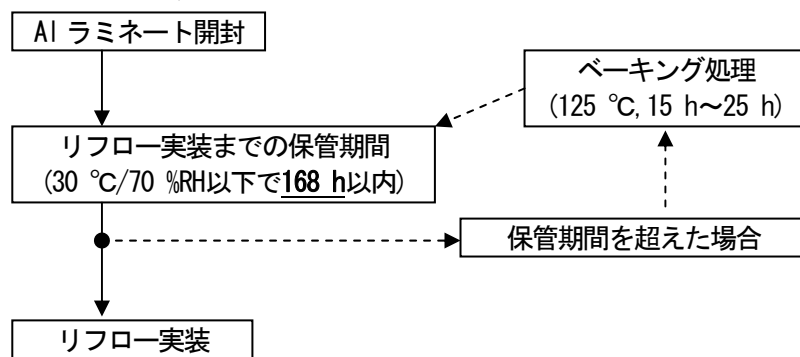 Al ラミネート開封
ベーキング処理
(125 ℃, 15 h～25 h)
リフロー実装までの保管期間
(30 ℃/70 %RH以下で168 h以内)
保管期間を超えた場合
リフロー実装